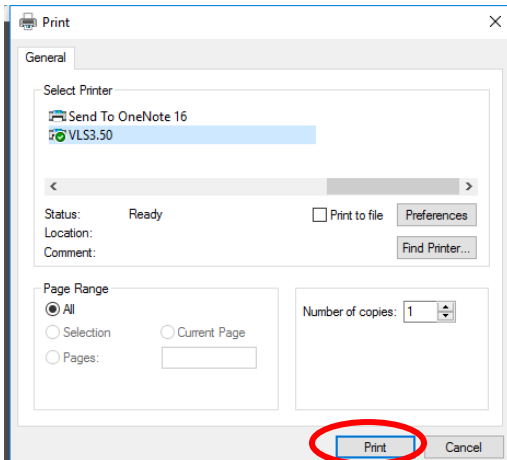 Print
General
Select Printer
Send To OneNote 16
VLS3.50
Status: Ready
Print to file
Preferences
Location:
Comment:
Find Printer...
Page Range
All
Selection
Current Page
Pages:
Number of copies: 1
Print
Cancel